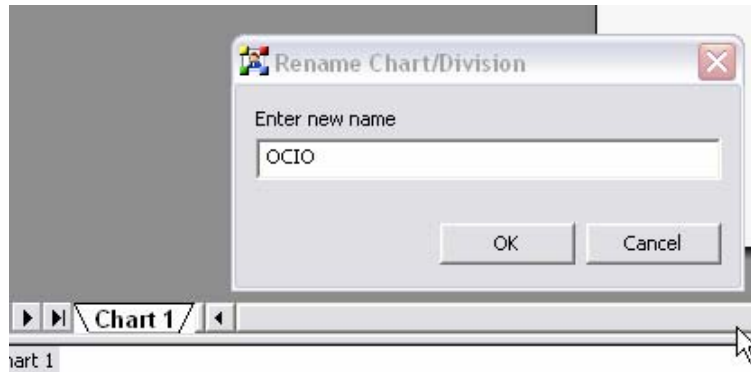 Rename Chart/Division
Enter new name
OCIO
OK Cancel
Chart 1
hart 1